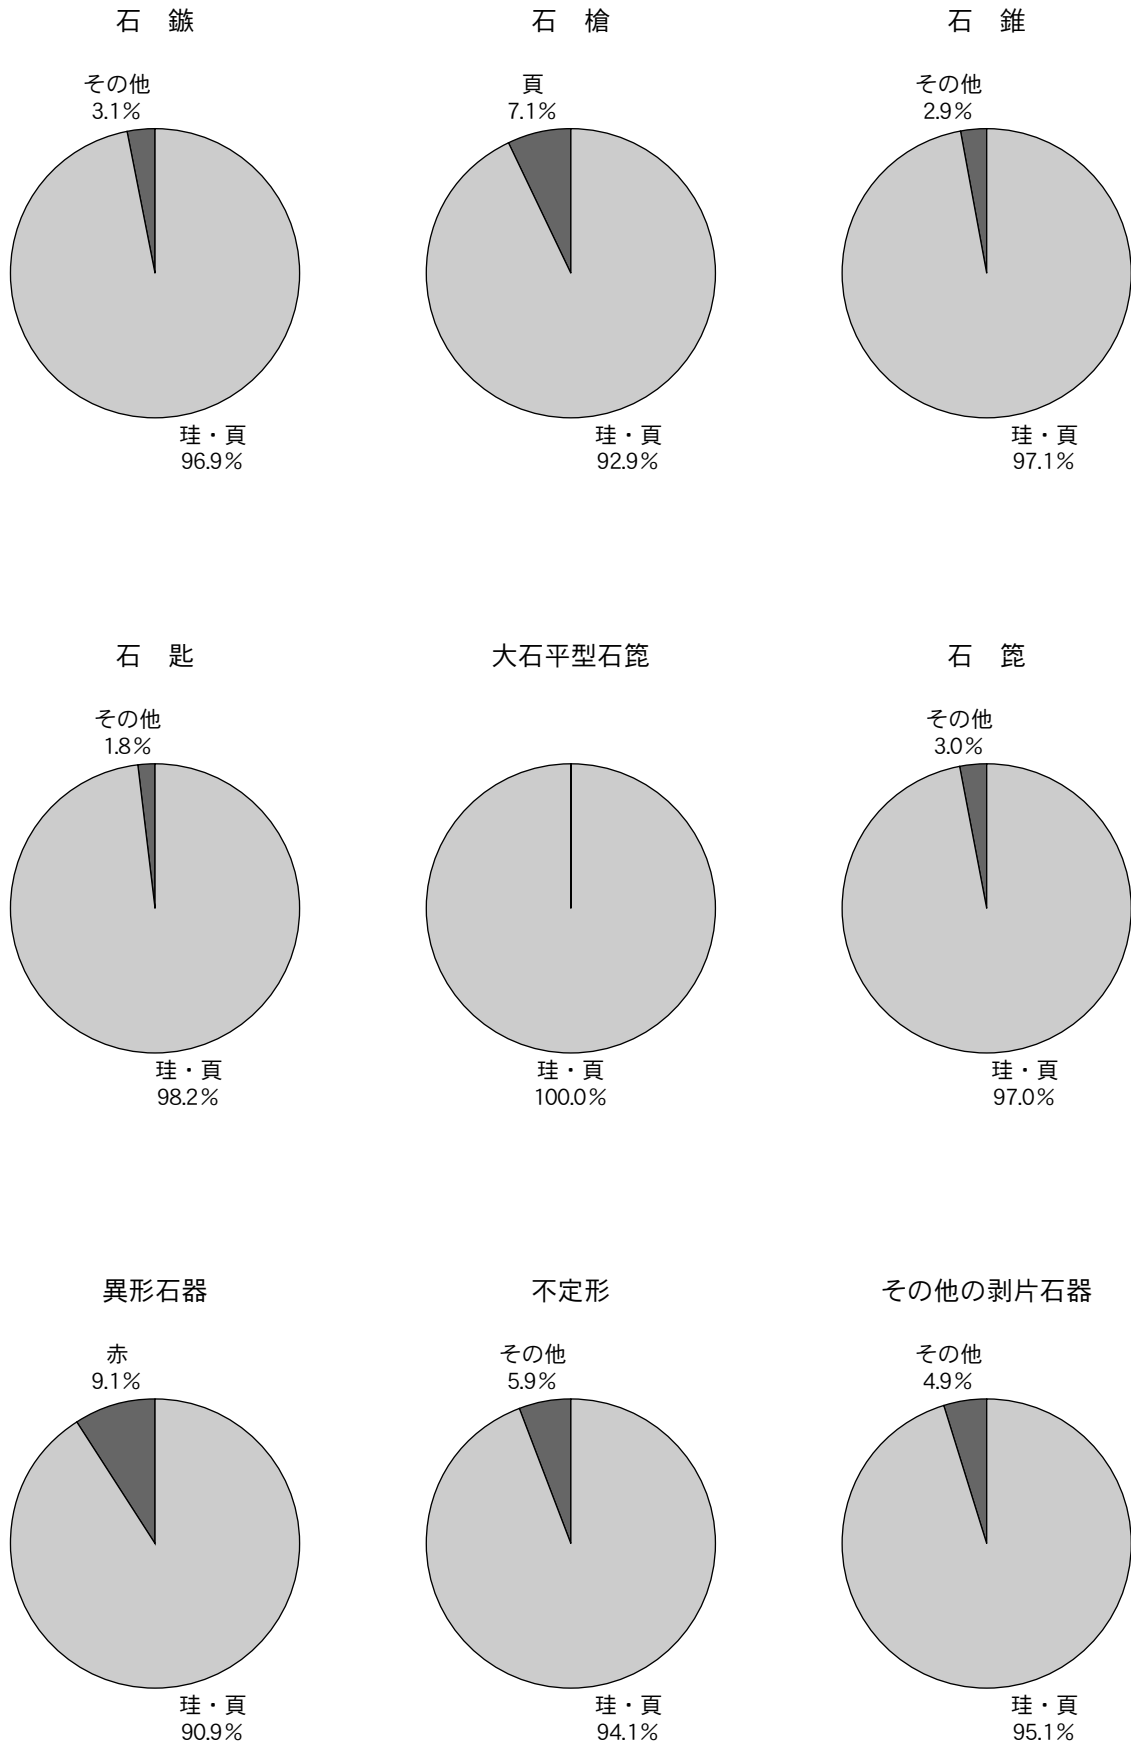 石　鏃
その他
3.1%
珪・頁
96.9%
石　槍
頁
7.1%
珪・頁
92.9%
石　錐
その他
2.9%
珪・頁
97.1%
石　匙
その他
1.8%
珪・頁
98.2%
大石平型石箆
珪・頁
100.0%
石　箆
その他
3.0%
珪・頁
97.0%
異形石器
赤
9.1%
珪・頁
90.9%
不定形
その他
5.9%
珪・頁
94.1%
その他の剥片石器
その他
4.9%
珪・頁
95.1%